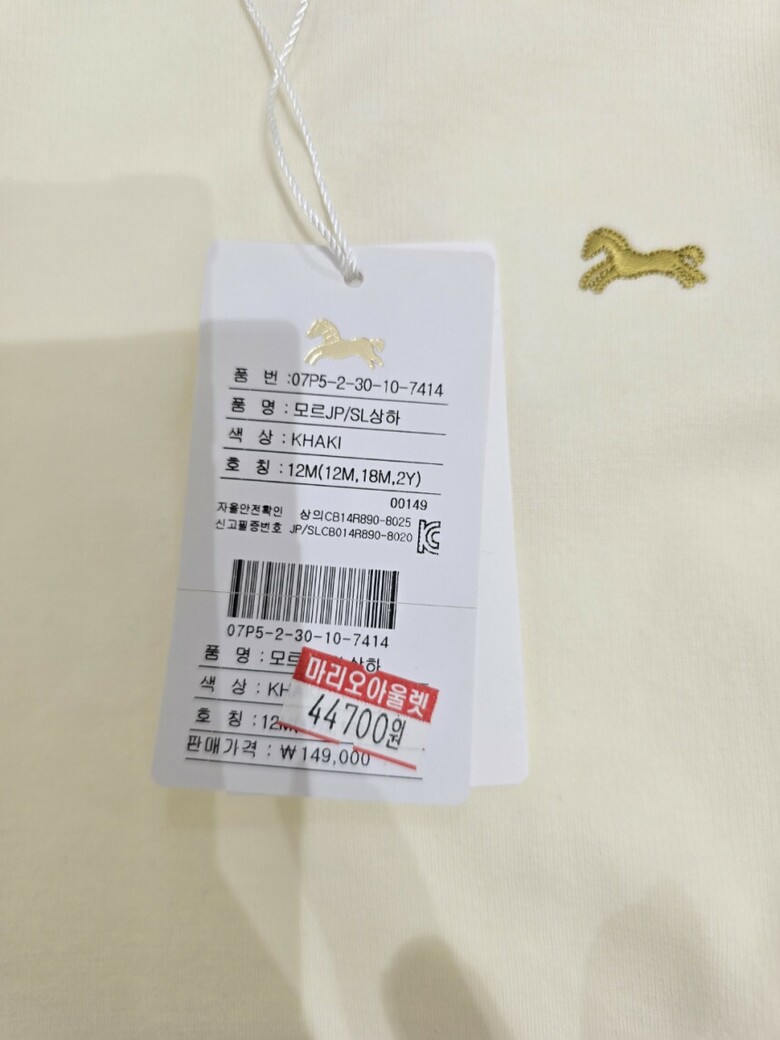 품 번 :07P5-2-30-10-7414
품 명 : 모르JP/SL상하
색 상 : KHAKI
호 칭 : 12M(12M,18M,2Y)
00149
자율안전확인 상의CB14R890-8025
신고필증번호 JP/SLCB014R890-8020
07P5-2-30-10-7414
품 명 : 모르 상하
마리오아울렛
색 상 : KHA
44700원
호 칭 : 12M
판매가격 : ₩149,000